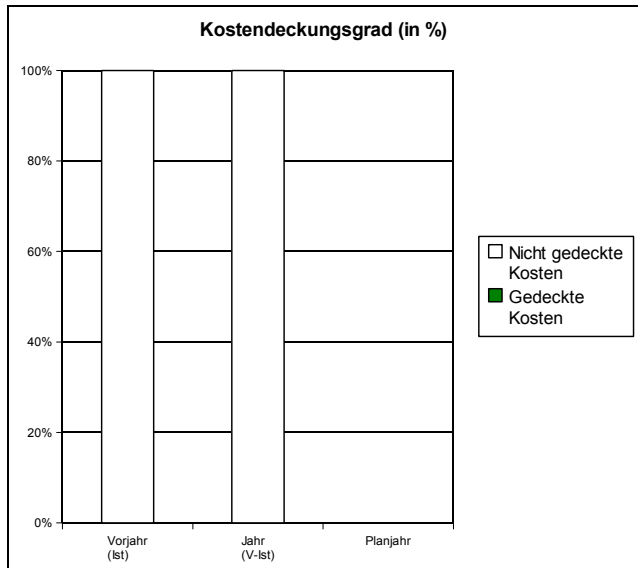 Kostendeckungsgrad (in %)
100%
80%
60%
40%
20%
0%
Vorjahr
(Ist)
Jahr
(V-Ist)
Planjahr
Nicht gedeckte
Kosten
Gedeckte
Kosten